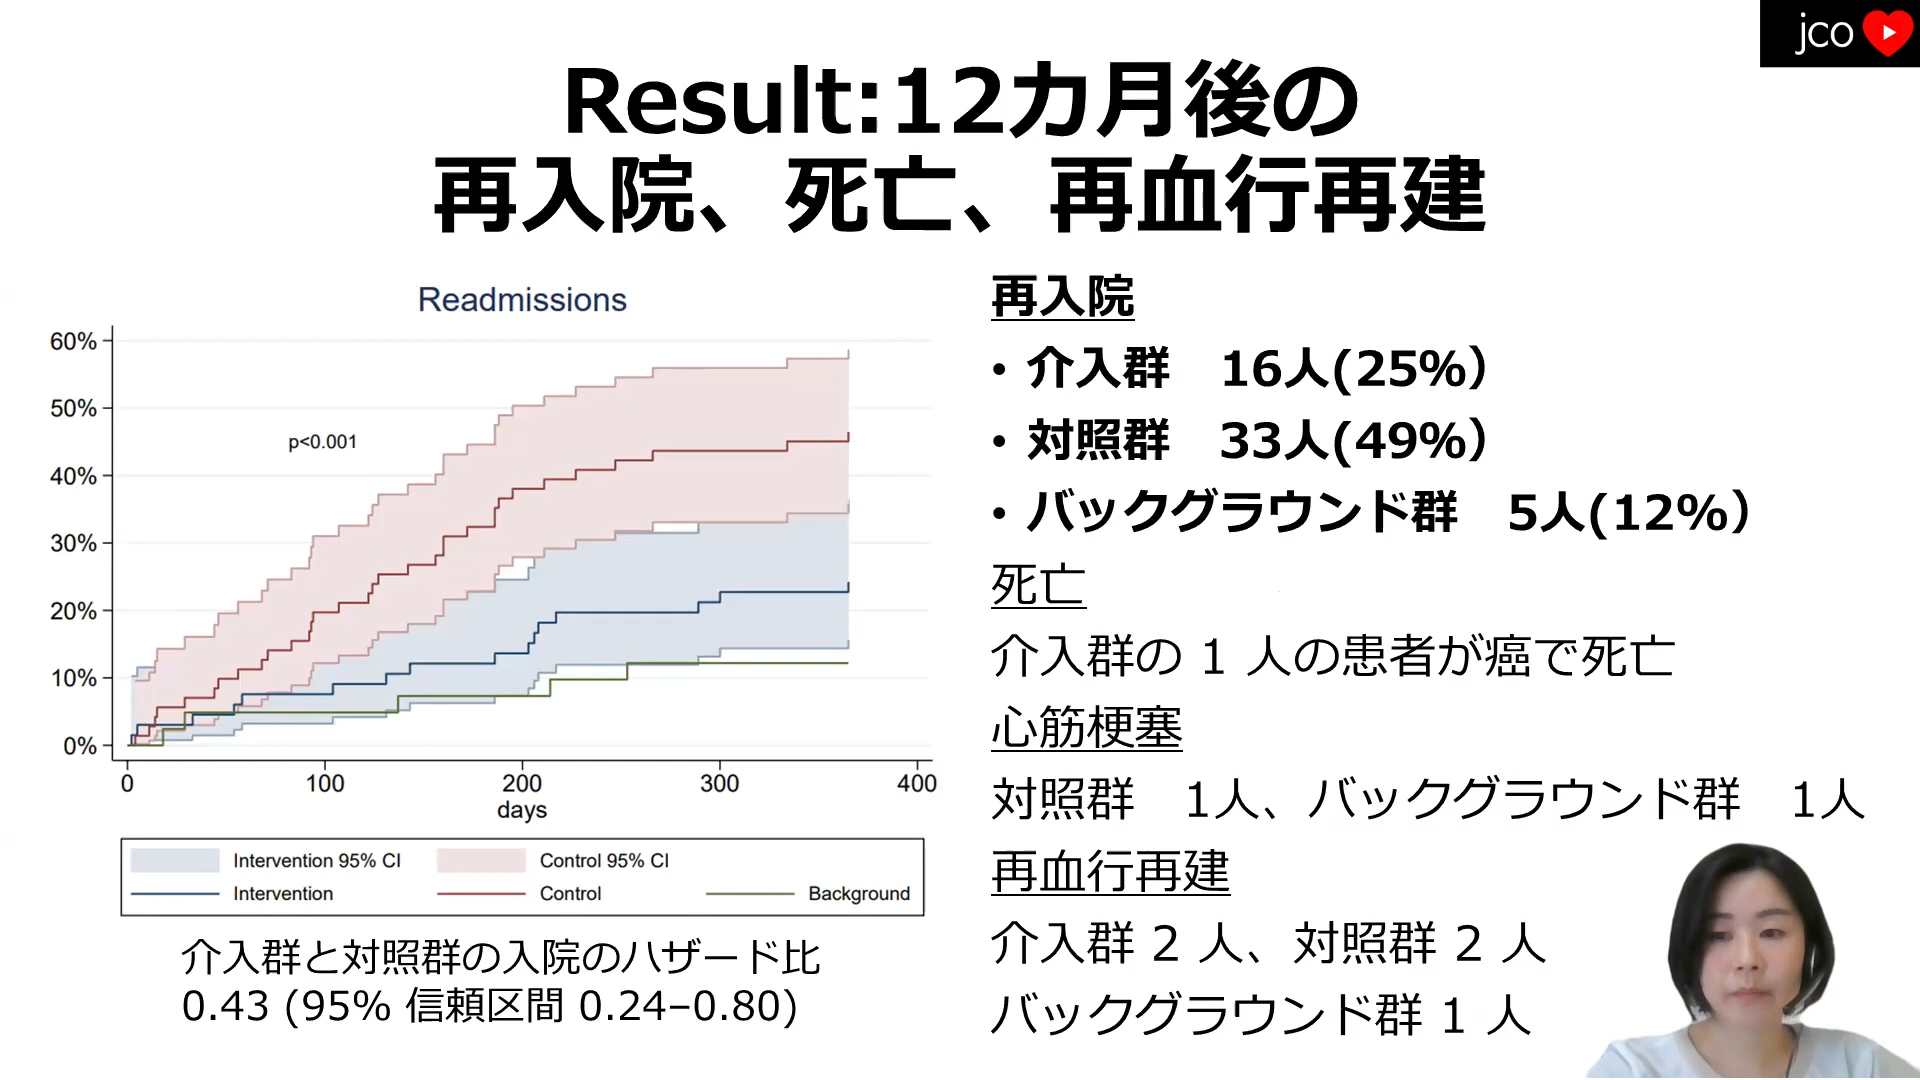 jco
Result:12カ月後の
再入院、死亡、再血行再建
Readmissions
60%
50%
40%
30%
20%
10%
0%
p<0.001
0 100 200 300 400
days
Intervention 95% CI Control 95% CI
Intervention Control Background
介入群と対照群の入院のハザード比
0.43 (95% 信頼区間 0.24–0.80)
再入院
• 介入群　16人(25%）
• 対照群　33人(49%）
• バックグラウンド群　5人(12%）
死亡
介入群の 1 人の患者が癌で死亡
心筋梗塞
対照群　1人、バックグラウンド群　1人
再血行再建
介入群 2 人、対照群 2 人
バックグラウンド群 1 人